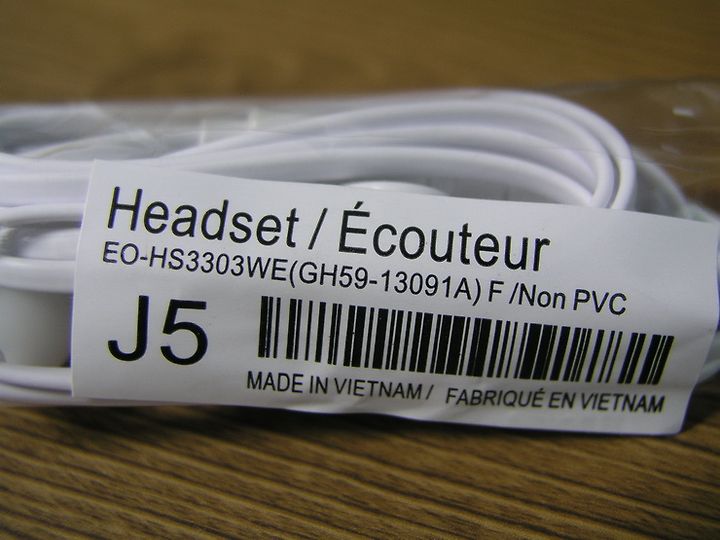 Headset / Écouteur
EO-HS3303WE(GH59-13091A) F /Non PVC
J5
MADE IN VIETNAM / FABRIQUÉ EN VIETNAM